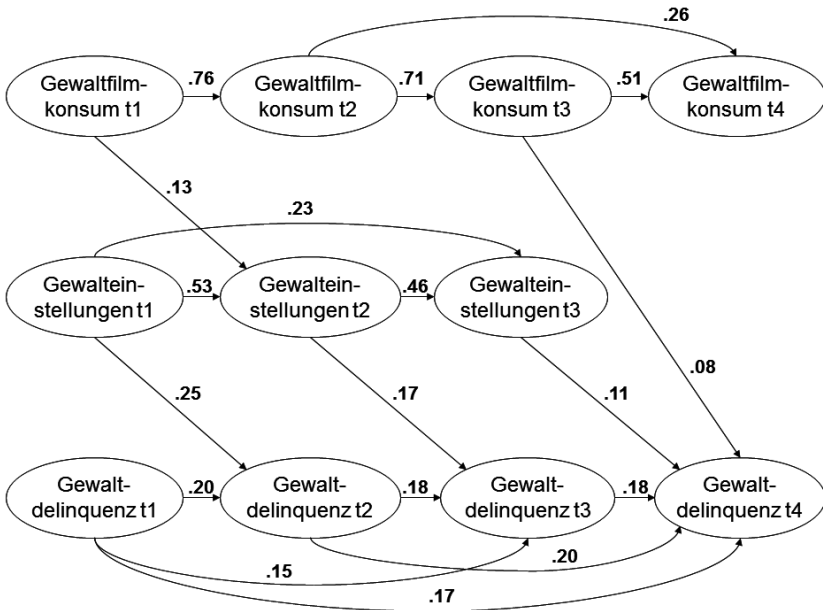 .26
Gewaltfilm-
konsum t1
.76
Gewaltfilm-
konsum t2
.71
Gewaltfilm-
konsum t3
.51
Gewaltfilm-
konsum t4
.13
.23
Gewaltein-
stellungen t1
.53
Gewaltein-
stellungen t2
.46
Gewaltein-
stellungen t3
.25
.17
.11
.08
Gewalt-
delinquenz t1
.20
Gewalt-
delinquenz t2
.18
Gewalt-
delinquenz t3
.18
Gewalt-
delinquenz t4
.15
.20
.17